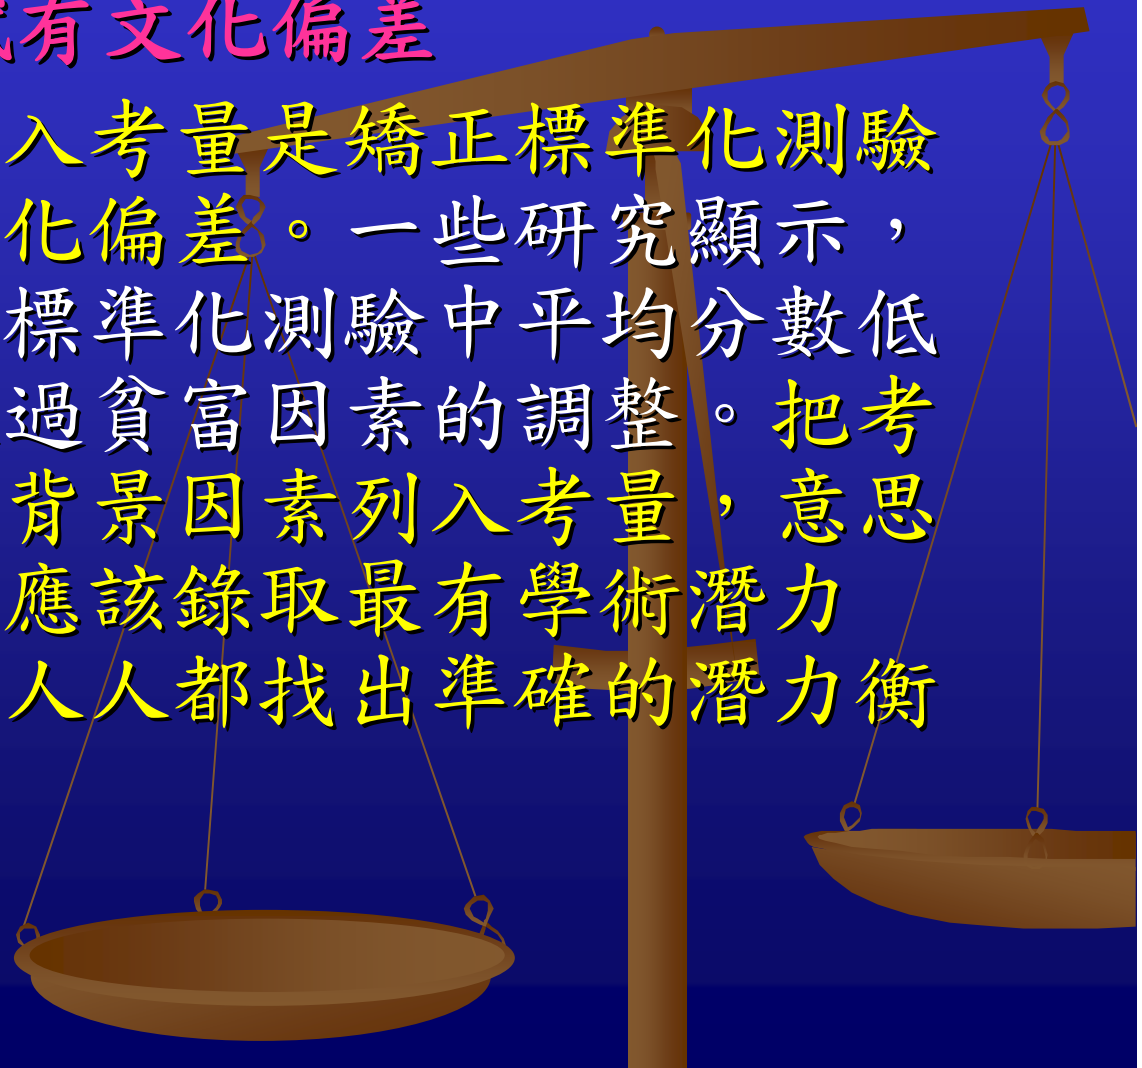 有文化偏差
入考量是矯正標準化測驗
化偏差。一些研究顯示，
標準化測驗中平均分數低
過貧富因素的調整。把考
背景因素列入考量，意思
應該錄取最有學術潛力
人人都找出準確的潛力衡